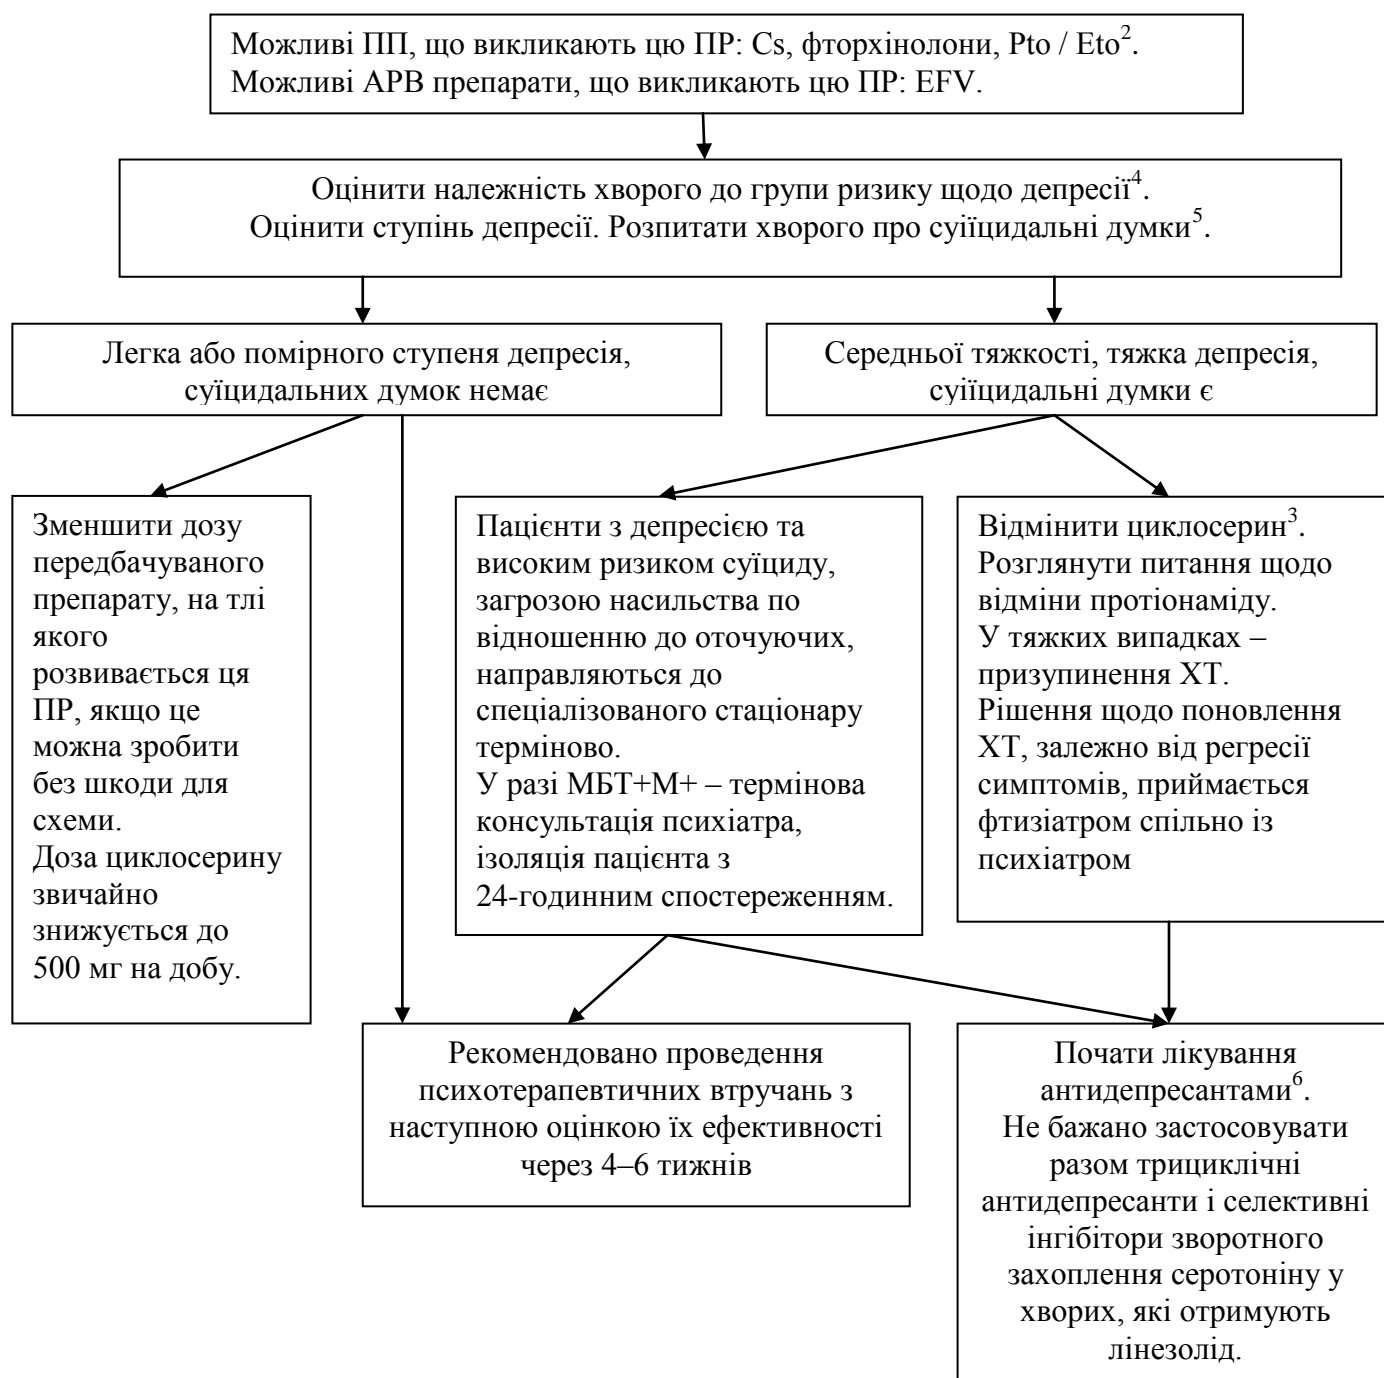 Можливі ПП, що викликають цю ПР: Cs, фторхінолони, Pto / Eto².
Можливі АРВ препарати, що викликають цю ПР: EFV.
Оцінити належність хворого до групи ризику щодо депресії⁴.
Оцінити ступінь депресії. Розпитати хворого про суіїцидальні думки⁵.
Легка або помірного ступеня депресія,
суїцидальних думок немає
Середньої тяжкості, тяжка депресія,
суіїцидальні думки є
Зменшити дозу
передбачуваного
препарату, на тлі
якого
розвивається ця
ПР, якщо це
можна зробити
без шкоди для
схеми.
Доза циклосерину
звичайно
знижується до
500 мг на добу.
Пацієнти з депресією та
високим ризиком суїциду,
загрозою насильства по
відношенню до оточуючих,
направляються до
спеціалізованого стаціонару
терміново.
У разі МБТ+М+ – термінова
консультація психіатра,
ізоляція пацієнта з
24-годинним спостереженням.
Відмінити циклосерин³.
Розглянути питання щодо
відміни протіонаміду.
У тяжких випадках –
призупинення ХТ.
Рішення щодо поновлення
ХТ, залежно від регресії
симптомів, приймається
фтизіатром спільно із
психіатром
Рекомендовано проведення
психотерапевтичних втручань з
наступною оцінкою їх ефективності
через 4–6 тижнів
Почати лікування
антидепресантами⁶.
Не бажано застосовувати
разом трициклічні
антидепресанти і селективні
інгібітори зворотного
захоплення серотоніну у
хворих, які отримують
лінезолід.